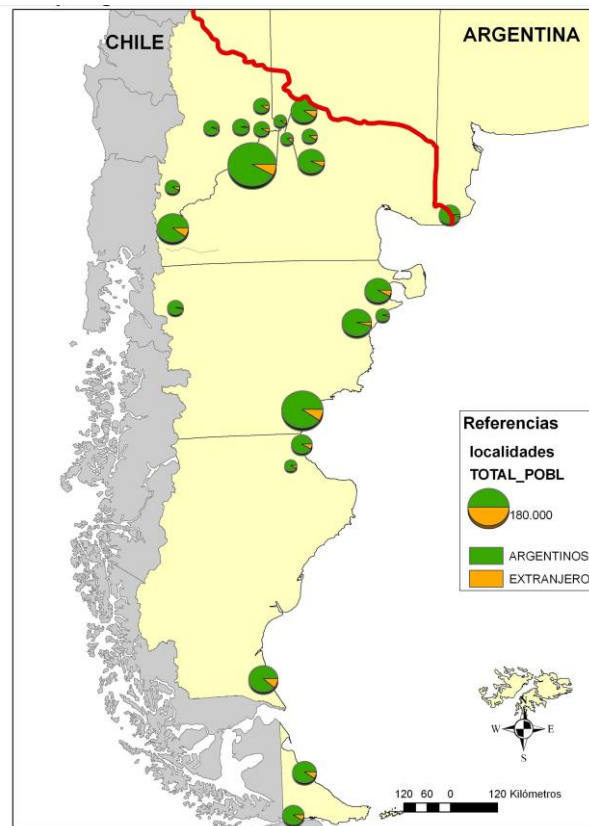 CHILE
ARGENTINA
Referencias
localidades
TOTAL_POBL
180.000
ARGENTINOS
EXTRANJERO
N
W
E
S
120 60 0 120 Kilómetros